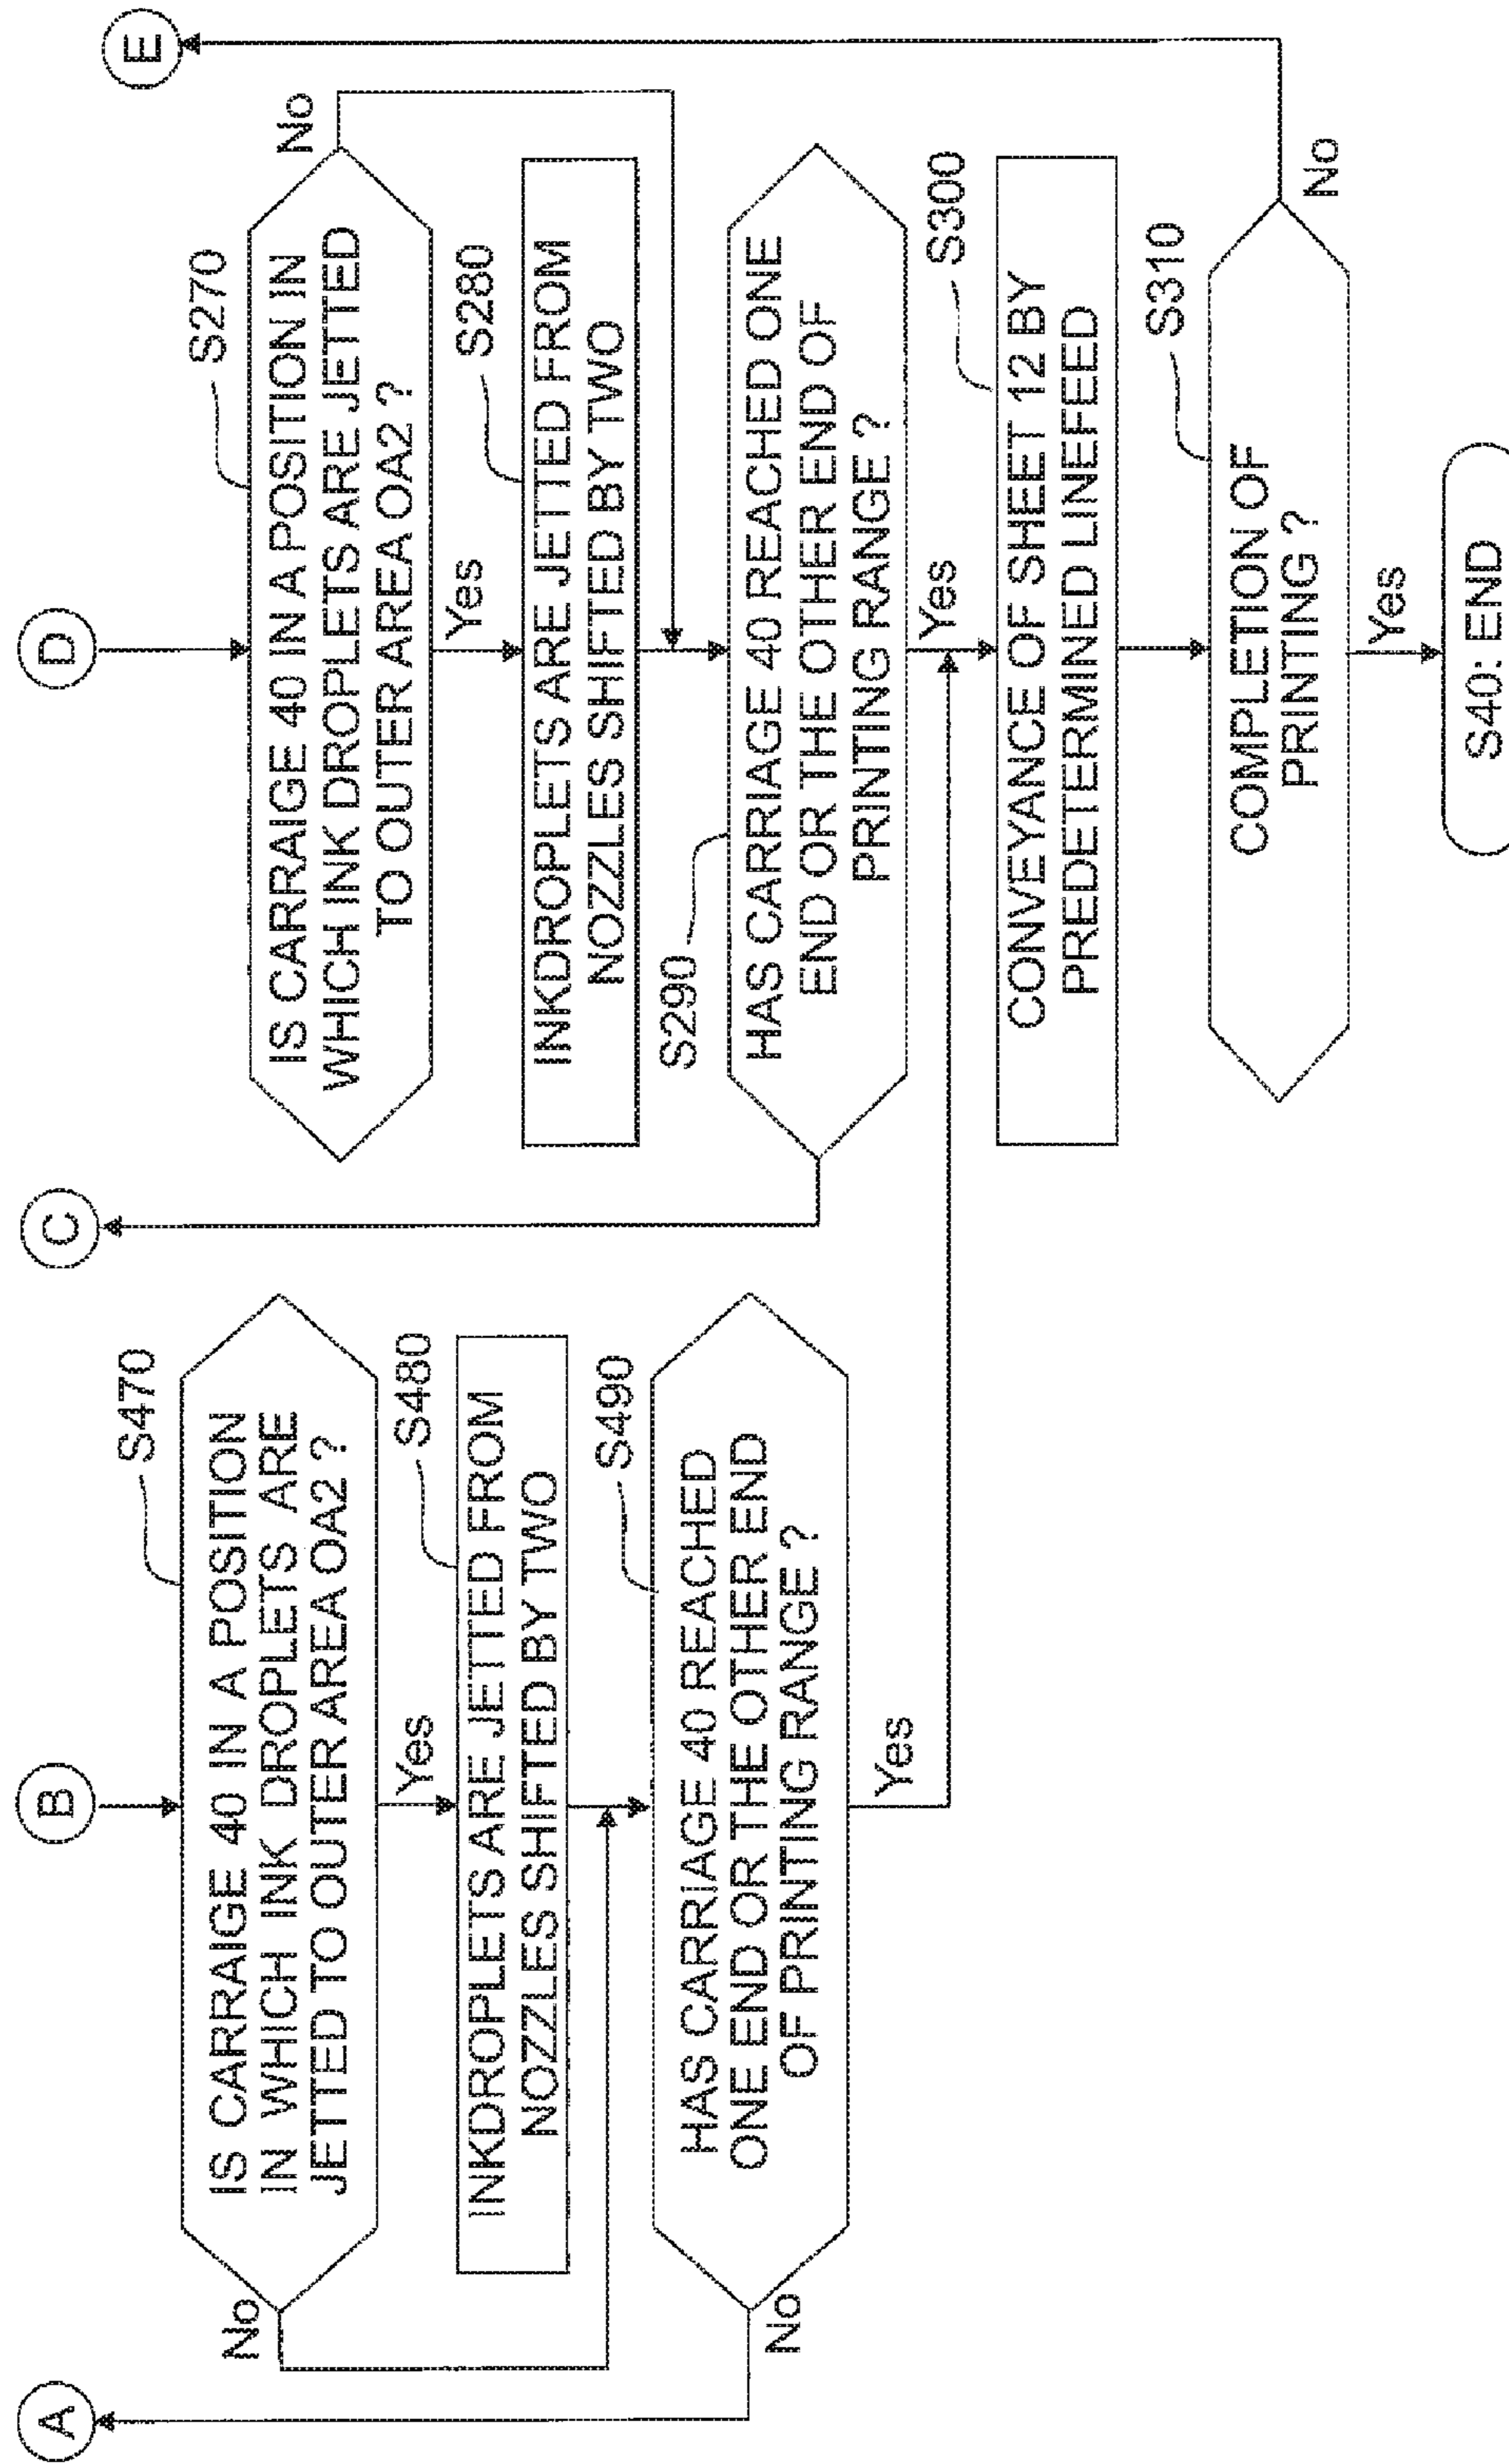 A
B
C
D
E
S470
IS CARRAIGE 40 IN A POSITION
IN WHICH INK DROPLETS ARE
JETTED TO OUTER AREA OA2 ?
No
Yes
S480
INKDROPLETS ARE JETTED FROM
NOZZLES SHIFTED BY TWO
S490
HAS CARRIAGE 40 REACHED
ONE END OR THE OTHER END
OF PRINTING RANGE ?
No
Yes
S270
IS CARRAIGE 40 IN A POSITION IN
WHICH INK DROPLETS ARE JETTED
TO OUTER AREA OA2 ?
No
Yes
S280
INKDROPLETS ARE JETTED FROM
NOZZLES SHIFTED BY TWO
S290
HAS CARRIAGE 40 REACHED ONE
END OR THE OTHER END OF
PRINTING RANGE ?
Yes
S300
CONVEYANCE OF SHEET 12 BY
PREDETERMINED LINEFEED
S310
COMPLETION OF
PRINTING ?
No
Yes
S40: END